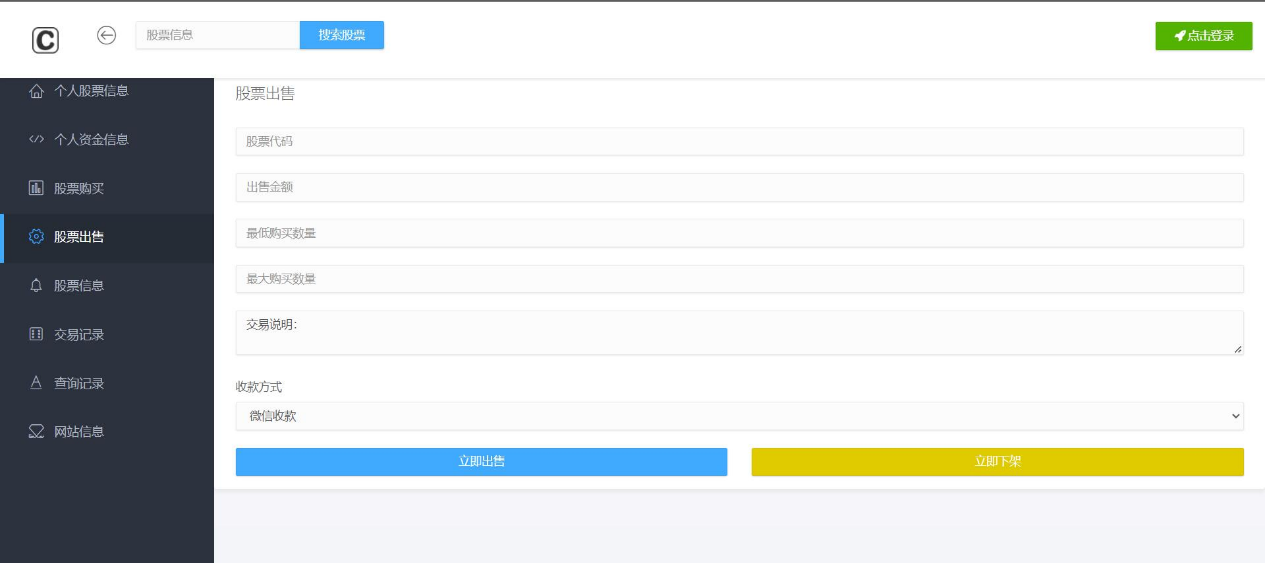 C
股票信息
搜索股票
点击登录
个人股票信息
个人资金信息
股票购买
股票出售
股票信息
交易记录
查询记录
网站信息
股票出售
股票代码
出售金额
最低购买数量
最大购买数量
交易说明:
收款方式
微信收款
立即出售
立即下架